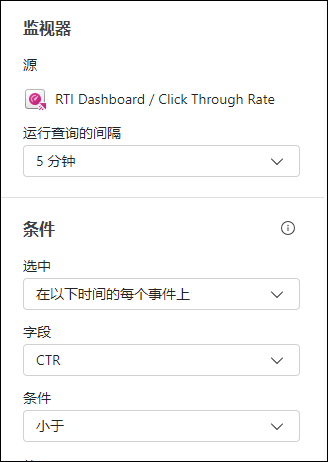 监视器
源
RTI Dashboard / Click Through Rate
运行查询的间隔
5 分钟
条件
选中
在以下时间的每个事件上
字段
CTR
条件
小于